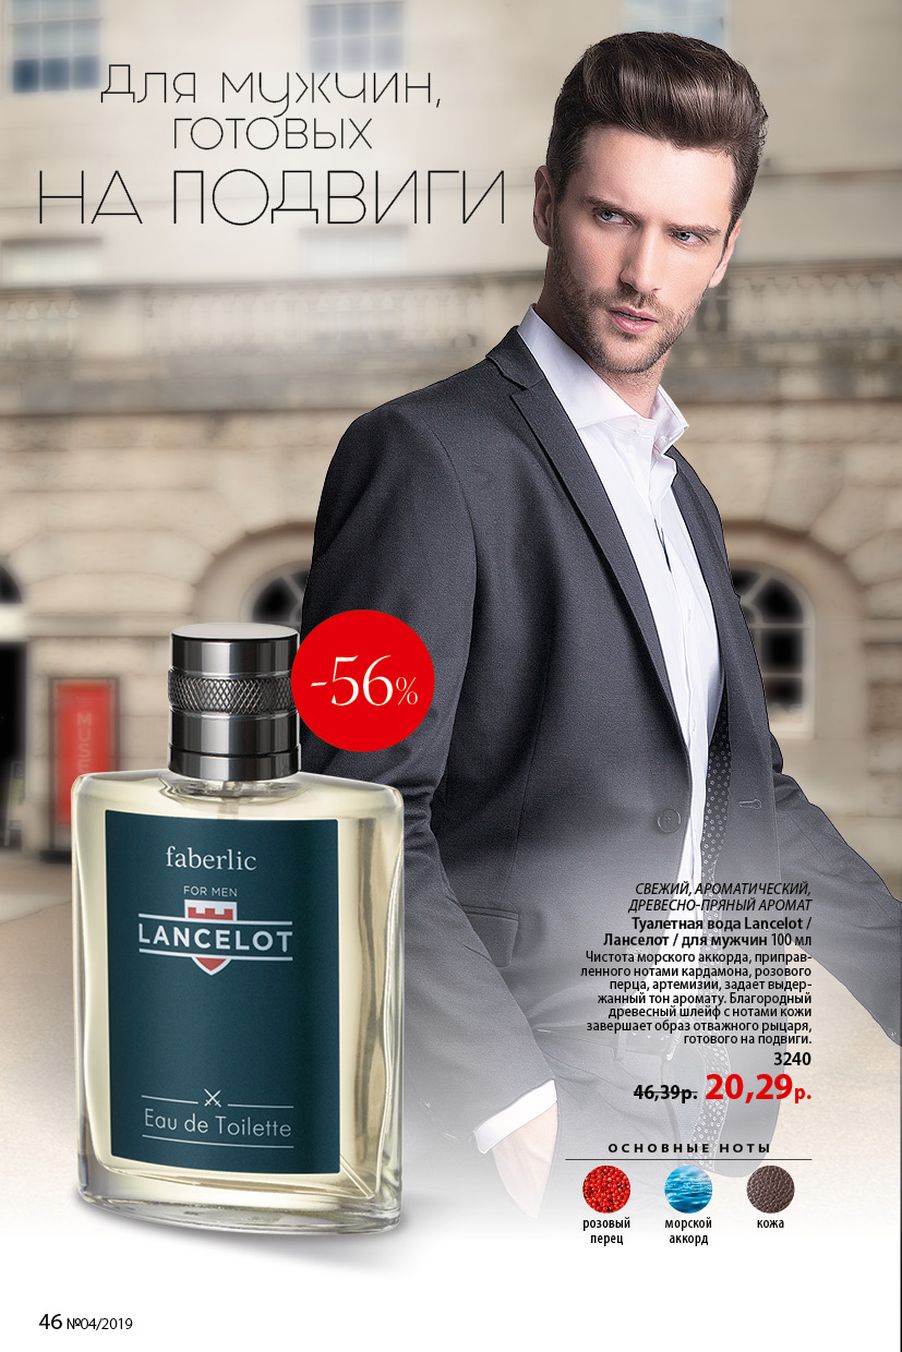 Для мужчин,
готовых
НА ПОДВИГИ
-56%
MUSE
faberlic
FOR MEN
LANCELOT
Eau de Toilette
СВЕЖИЙ, АРОМАТИЧЕСКИЙ,
ДРЕВЕСНО-ПРЯНЫЙ АРОМАТ
Туалетная вода Lancelot /
Ланселот / для мужчин 100 мл
Чистота морского аккорда, приправ-
ленного нотами кардамона, розового
перца, артемизии, задает выдер-
жанный тон аромату. Благородный
древесный шлейф с нотами кожи
завершает образ отважного рыцаря,
готового на подвиги.
3240
46,39р. 20,29р.
ОСНОВНЫЕ НОТЫ
розовый
перец
морской
аккорд
кожа
46 №04/2019